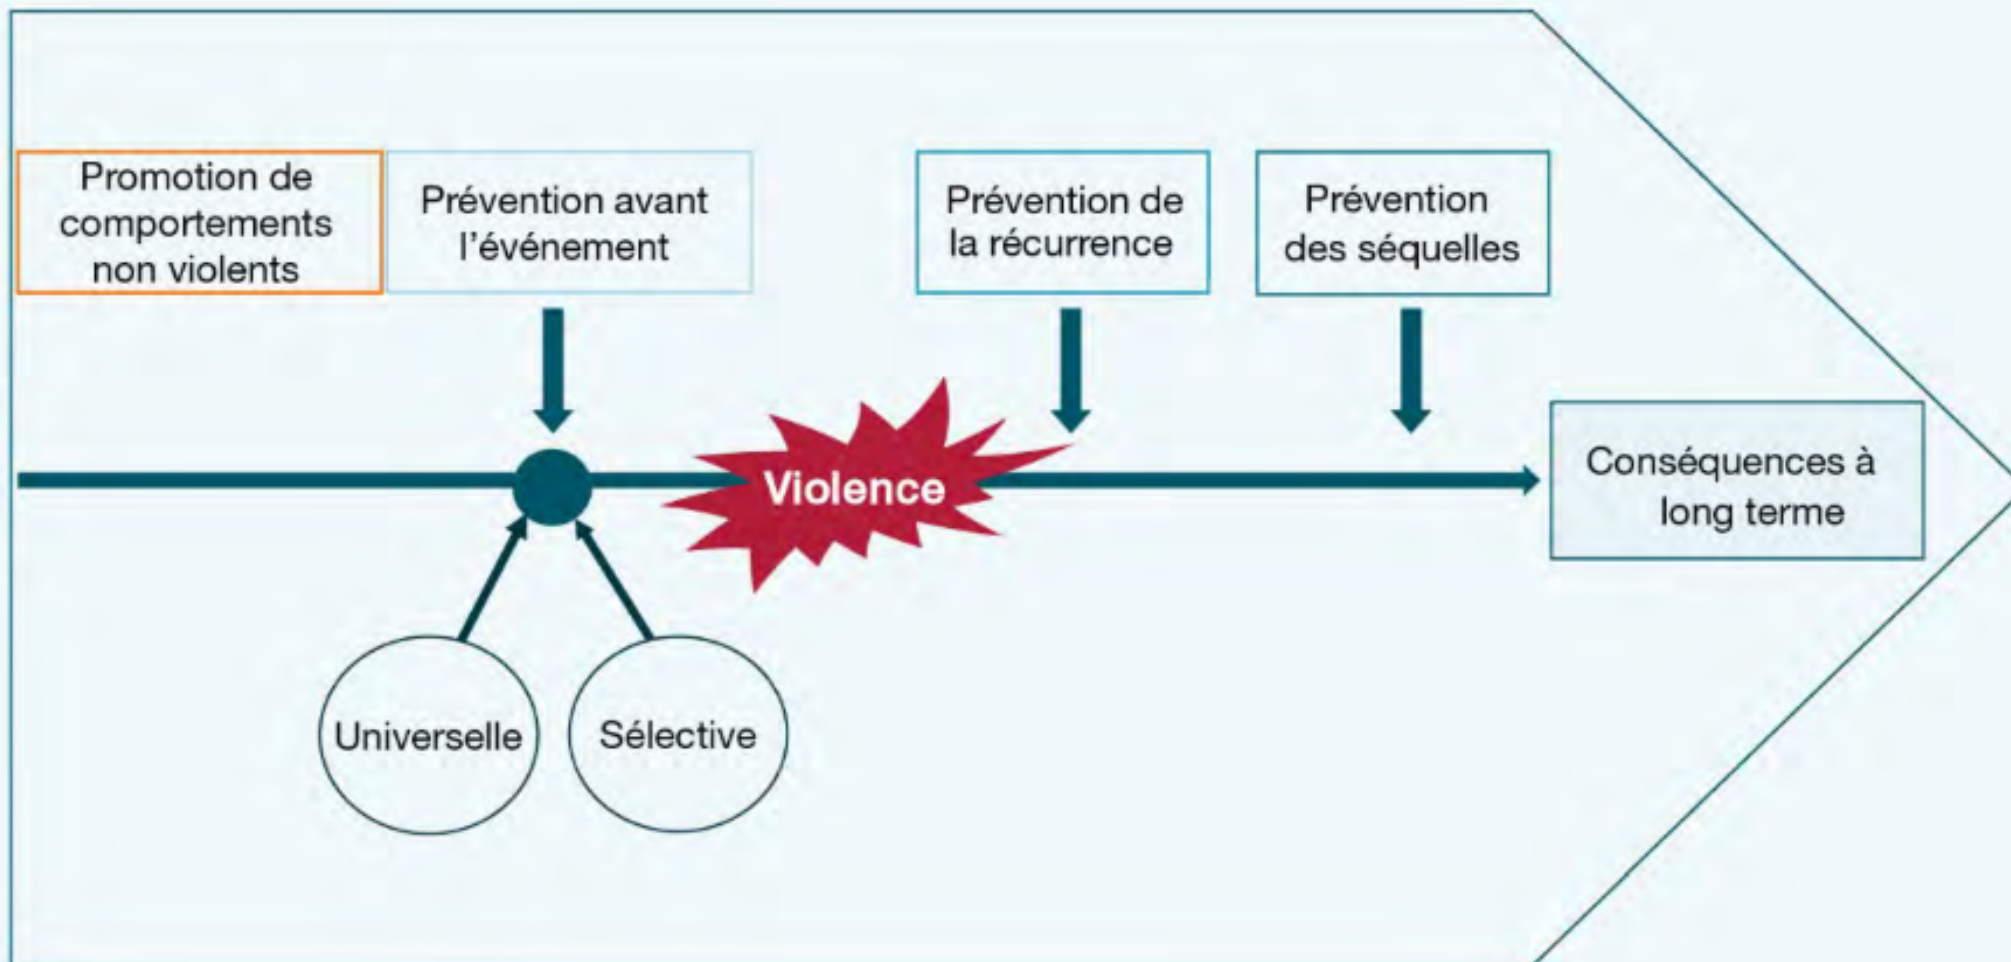 Promotion de
comportements
non violents
Prévention avant
l'événement
Prévention de
la récurrence
Prévention
des séquelles
Violence
Conséquences à
long terme
Universelle
Sélective